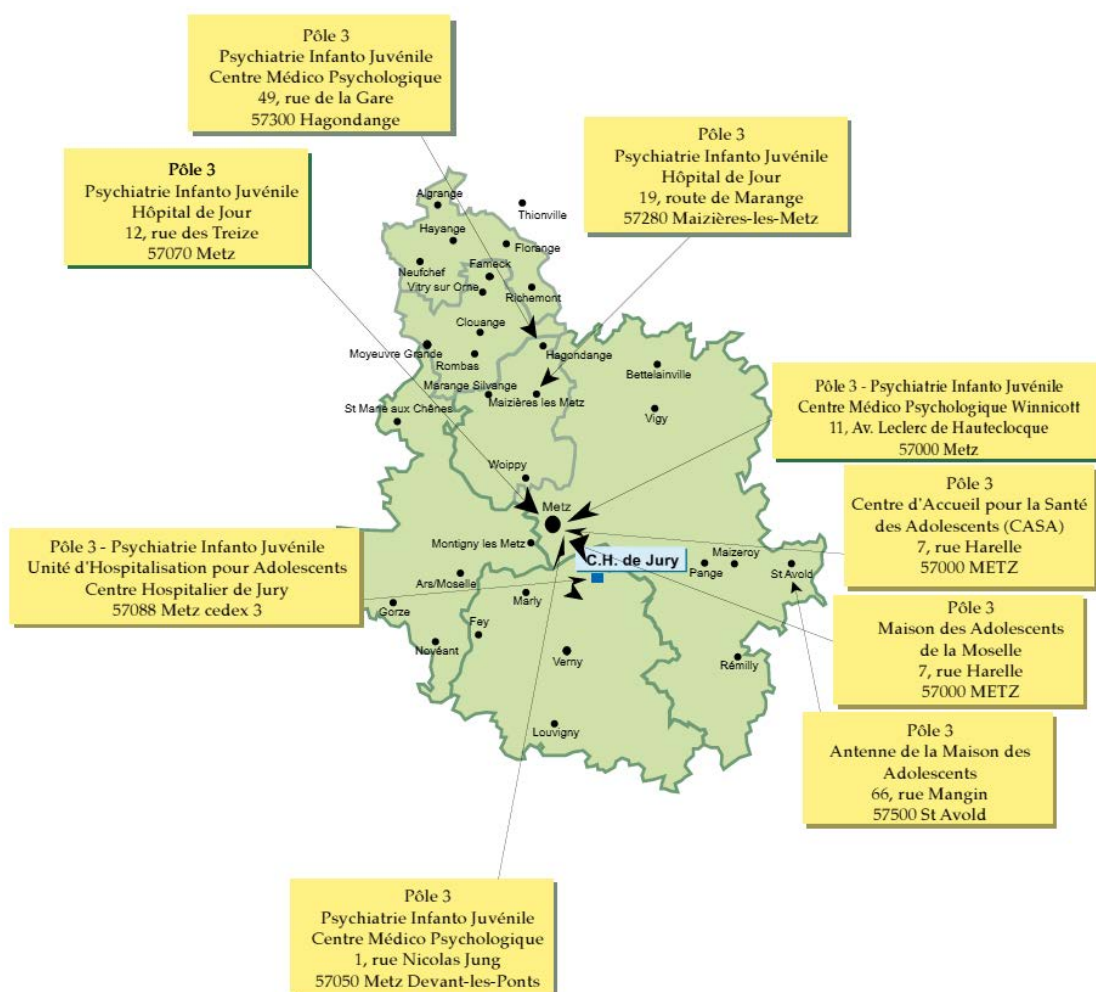 Pôle 3
Psychiatrie Infanto Juvénile
Centre Médico Psychologique
49, rue de la Gare
57300 Hagondange
Pôle 3
Psychiatrie Infanto Juvénile
Hôpital de Jour
19, route de Marange
57280 Maizières-les-Metz
Pôle 3
Psychiatrie Infanto Juvénile
Hôpital de Jour
12, rue des Treize
57070 Metz
Algrange
Thionville
Hayange
Florange
Neufchef
Fameck
Vitry sur Orne
Richemont
Clouange
Moyeuvre Grande
Rombas
Hagondange
Bettelainville
Marange Silvange
Maizières les Metz
St Marie aux Chênes
Vigy
Woippy
Metz
Montigny les Metz
C.H. de Jury
Maizeroy
Pange
St Avold
Ars/Moselle
Marly
Gorze
Fey
Novéant
Verny
Rémilly
Louvigny
Pôle 3 - Psychiatrie Infanto Juvénile
Centre Médico Psychologique Winnicott
11, Av. Leclerc de Hauteclocque
57000 Metz
Pôle 3
Centre d'Accueil pour la Santé
des Adolescents (CASA)
7, rue Harelle
57000 METZ
Pôle 3 - Psychiatrie Infanto Juvénile
Unité d'Hospitalisation pour Adolescents
Centre Hospitalier de Jury
57088 Metz cedex 3
Pôle 3
Maison des Adolescents
de la Moselle
7, rue Harelle
57000 METZ
Pôle 3
Antenne de la Maison des
Adolescents
66, rue Mangin
57500 St Avold
Pôle 3
Psychiatrie Infanto Juvénile
Centre Médico Psychologique
1, rue Nicolas Jung
57050 Metz Devant-les-Ponts